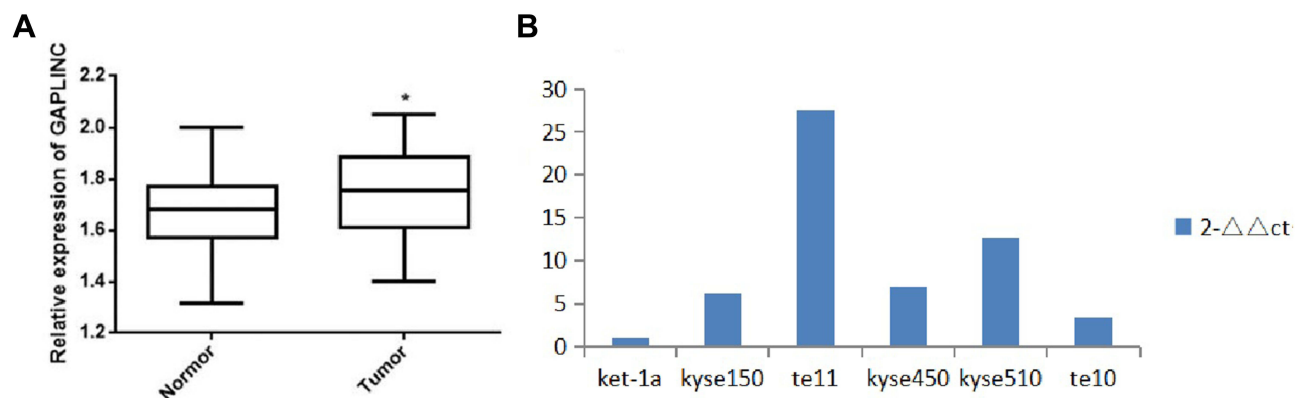 A
Relative expression of GAPLINC
2.2
2.0
1.8
1.6
1.4
1.2
*
Normor
Tumor
B
30
25
20
15
10
5
0
ket-1a kyse150 te11 kyse450 kyse510 te10
2-△△ct